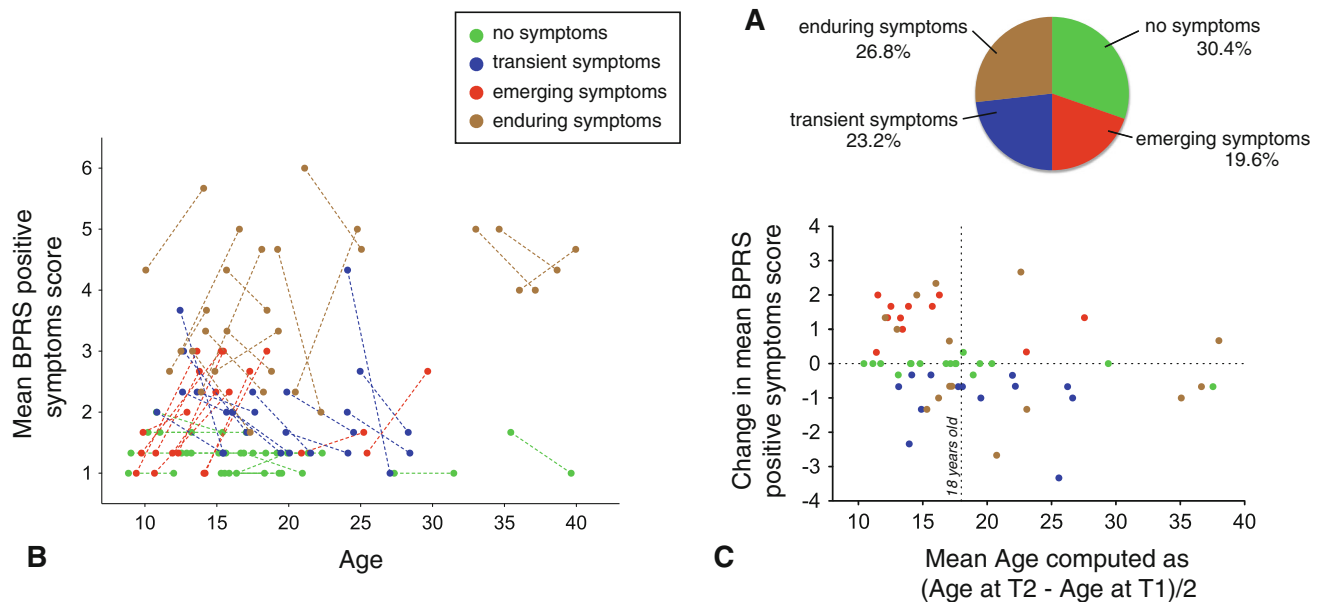 no symptoms
transient symptoms
emerging symptoms
enduring symptoms
A
enduring symptoms
26.8%
no symptoms
30.4%
transient symptoms
23.2%
emerging symptoms
19.6%
Mean BPRS positive
symptoms score
6
5
4
3
2
1
10
15
20
25
30
35
40
B
Age
Change in mean BPRS
positive symptoms score
4
3
2
1
0
-1
-2
-3
-4
18 years old
10
15
20
25
30
35
40
C
Mean Age computed as
(Age at T2 - Age at T1)/2